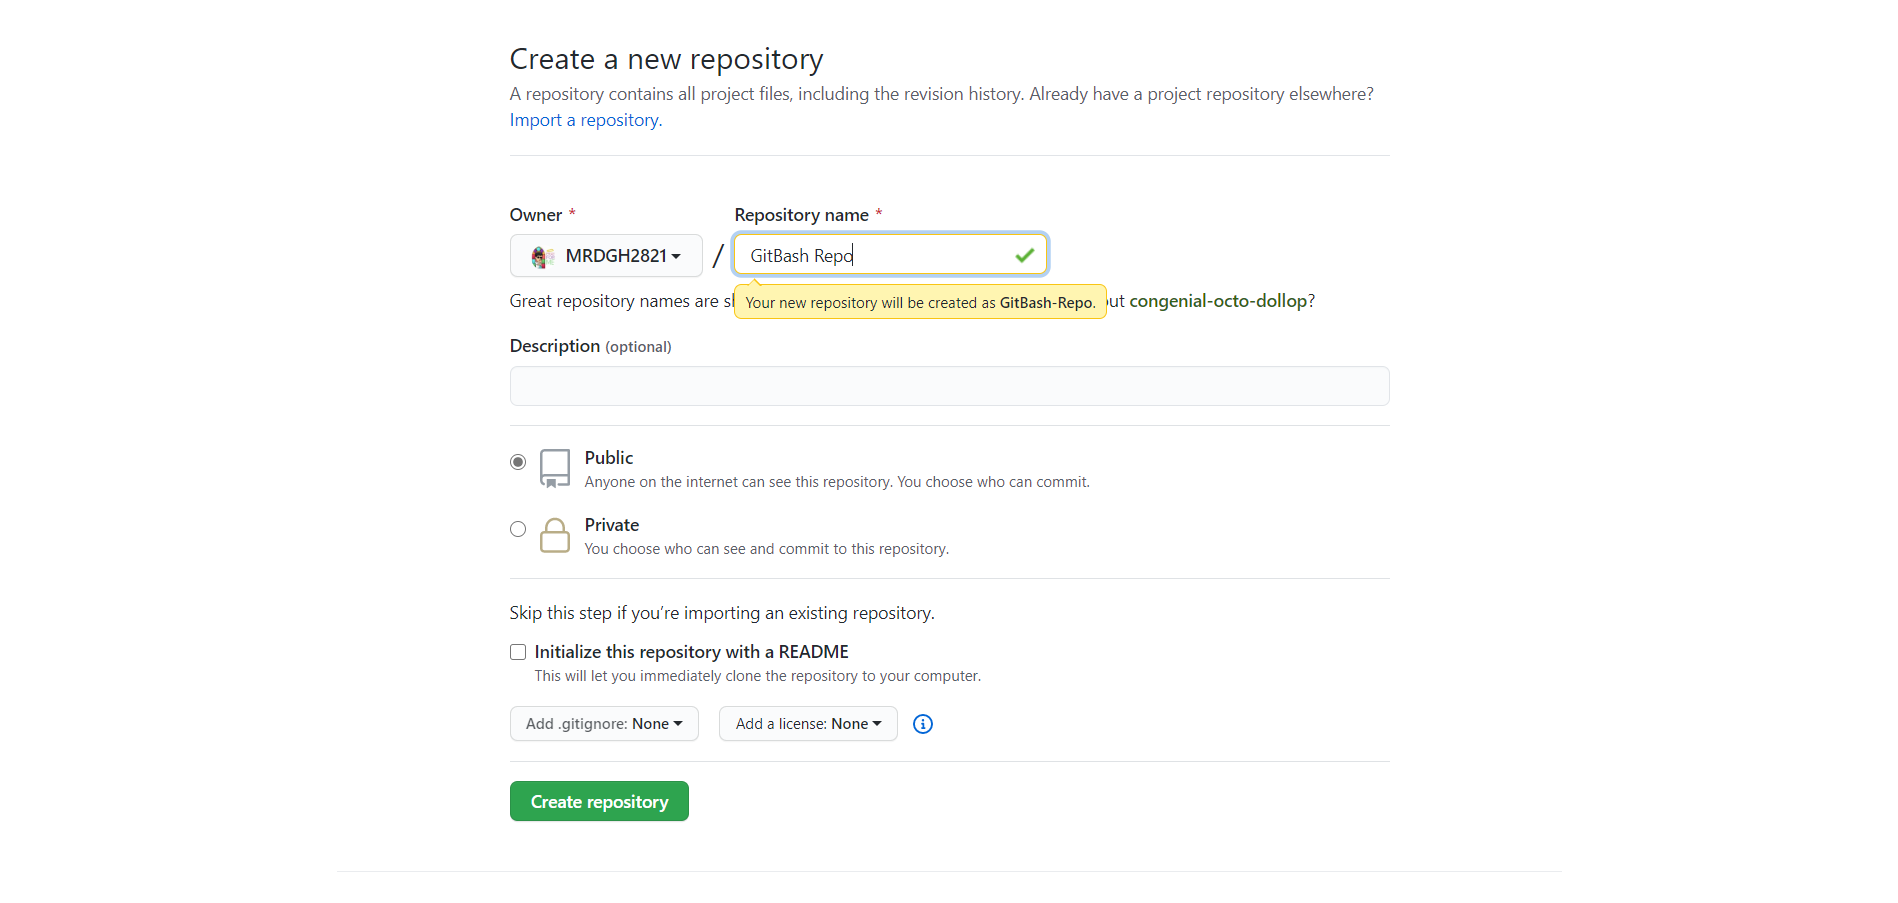 Create a new repository
A repository contains all project files, including the revision history. Already have a project repository elsewhere?
Import a repository.
Owner *
Repository name *
MRDGH2821
/
GitBash Repo
Great repository names are
Your new repository will be created as GitBash-Repo.
congenial-octo-dollop?
Description (optional)
Public
Anyone on the internet can see this repository. You choose who can commit.
Private
You choose who can see and commit to this repository.
Skip this step if you’re importing an existing repository.
Initialize this repository with a README
This will let you immediately clone the repository to your computer.
Add .gitignore: None
Add a license: None
Create repository